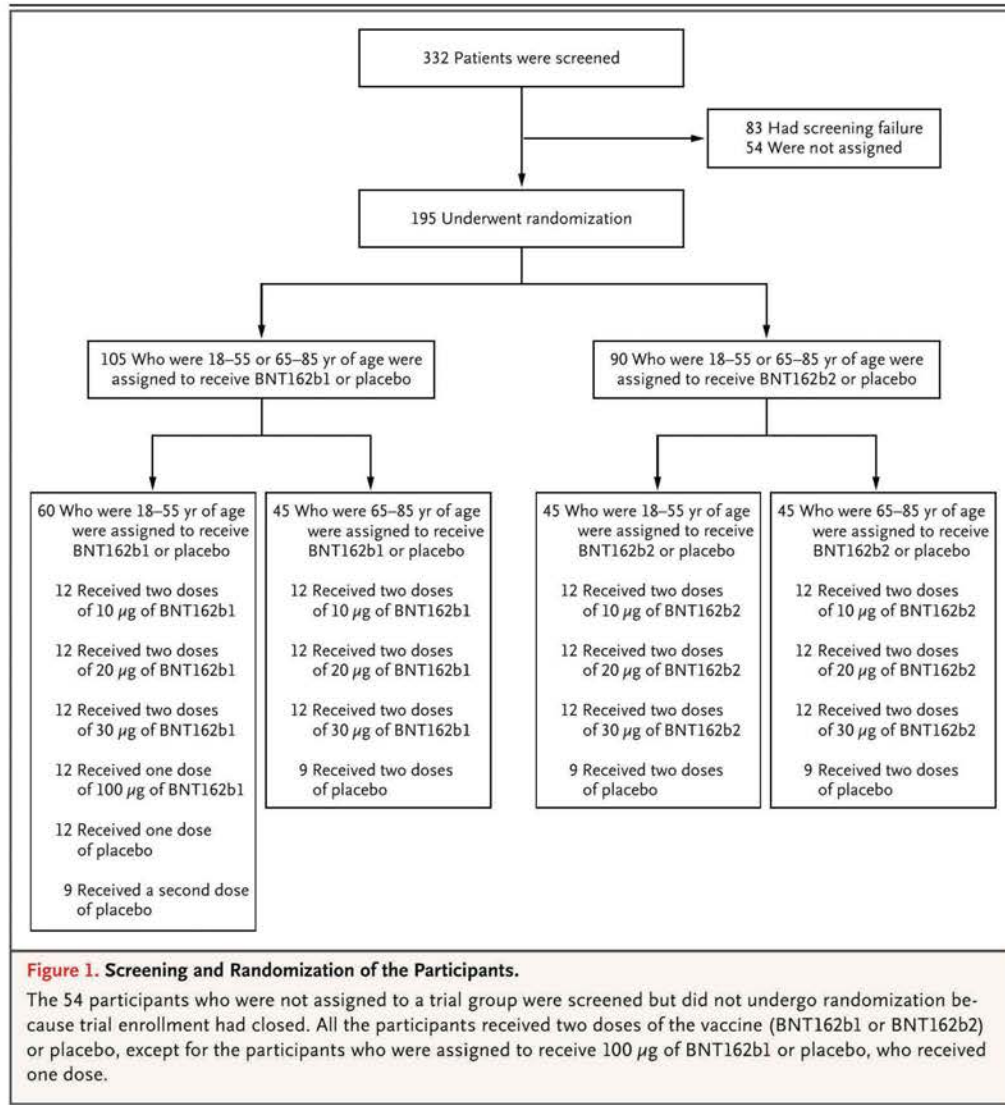 332 Patients were screened
83 Had screening failure
54 Were not assigned
195 Underwent randomization
105 Who were 18–55 or 65–85 yr of age were
assigned to receive BNT162b1 or placebo
90 Who were 18–55 or 65–85 yr of age were
assigned to receive BNT162b2 or placebo
60 Who were 18–55 yr of age
were assigned to receive
BNT162b1 or placebo
12 Received two doses
of 10 µg of BNT162b1
12 Received two doses
of 20 µg of BNT162b1
12 Received two doses
of 30 µg of BNT162b1
12 Received one dose
of 100 µg of BNT162b1
12 Received one dose
of placebo
9 Received a second dose
of placebo
45 Who were 65–85 yr of age
were assigned to receive
BNT162b1 or placebo
12 Received two doses
of 10 µg of BNT162b1
12 Received two doses
of 20 µg of BNT162b1
12 Received two doses
of 30 µg of BNT162b1
9 Received two doses
of placebo
45 Who were 18–55 yr of age
were assigned to receive
BNT162b2 or placebo
12 Received two doses
of 10 µg of BNT162b2
12 Received two doses
of 20 µg of BNT162b2
12 Received two doses
of 30 µg of BNT162b2
9 Received two doses
of placebo
45 Who were 65–85 yr of age
were assigned to receive
BNT162b2 or placebo
12 Received two doses
of 10 µg of BNT162b2
12 Received two doses
of 20 µg of BNT162b2
12 Received two doses
of 30 µg of BNT162b2
9 Received two doses
of placebo
Figure 1. Screening and Randomization of the Participants.
The 54 participants who were not assigned to a trial group were screened but did not undergo randomization be-
cause trial enrollment had closed. All the participants received two doses of the vaccine (BNT162b1 or BNT162b2)
or placebo, except for the participants who were assigned to receive 100 µg of BNT162b1 or placebo, who received
one dose.